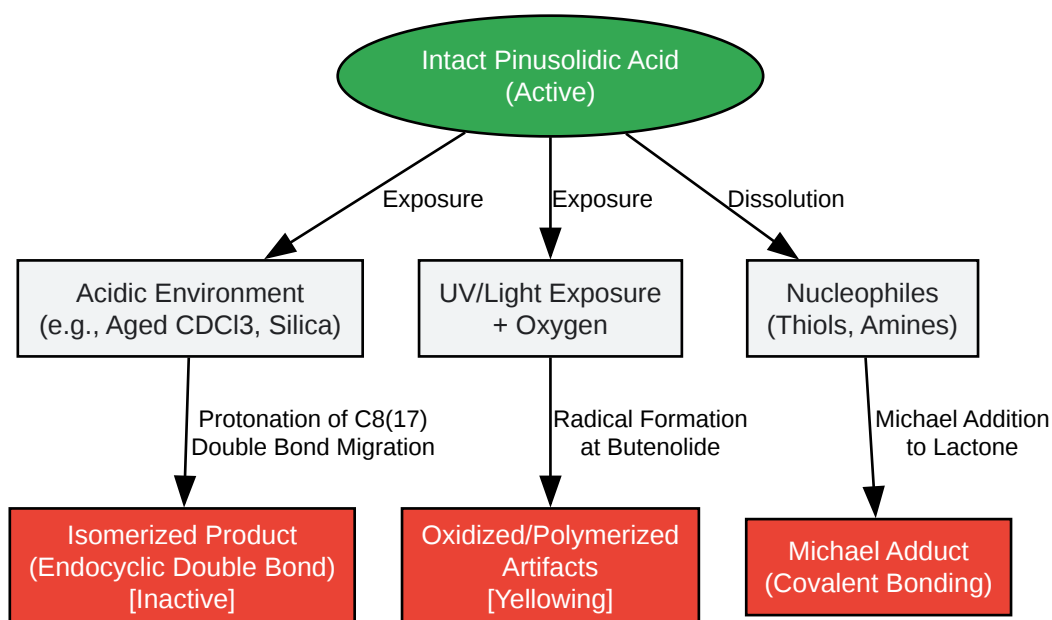 Intact Pinusolidic Acid
(Active)
Exposure
Exposure
Dissolution
Acidic Environment
(e.g., Aged CDCl3, Silica)
UV/Light Exposure
+ Oxygen
Nucleophiles
(Thiols, Amines)
Protonation of C8(17)
Double Bond Migration
Radical Formation
at Butenolide
Michael Addition
to Lactone
Isomerized Product
(Endocyclic Double Bond)
[Inactive]
Oxidized/Polymerized
Artifacts
[Yellowing]
Michael Adduct
(Covalent Bonding)